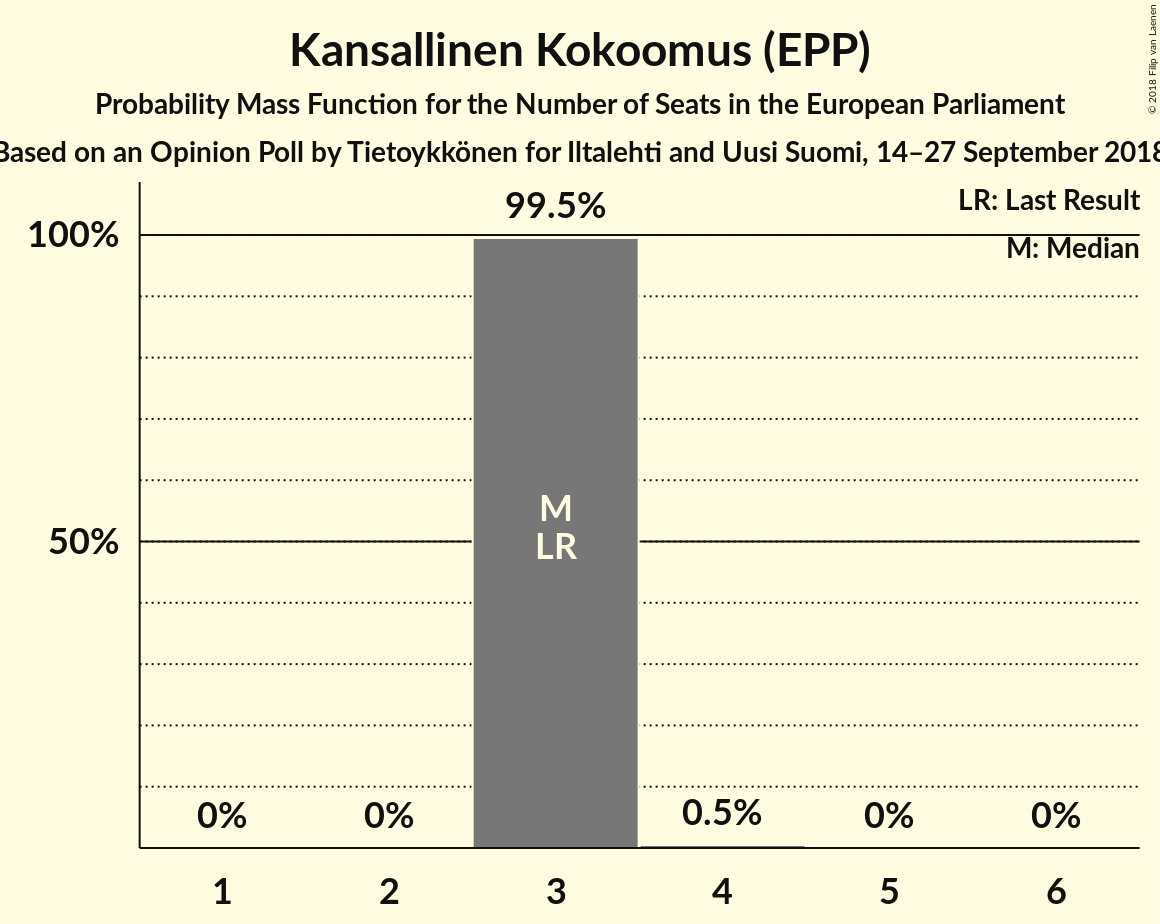 Kansallinen Kokoomus (EPP)
Probability Mass Function for the Number of Seats in the European Parliament
Based on an Opinion Poll by Tietoykkönen for Iltalehti and Uusi Suomi, 14–27 September 2018
© 2018 Filip van Laenen
LR: Last Result
M: Median
99.5%
100%
M
LR
50%
0%
0%
0.5%
0%
0%
1
2
3
4
5
6